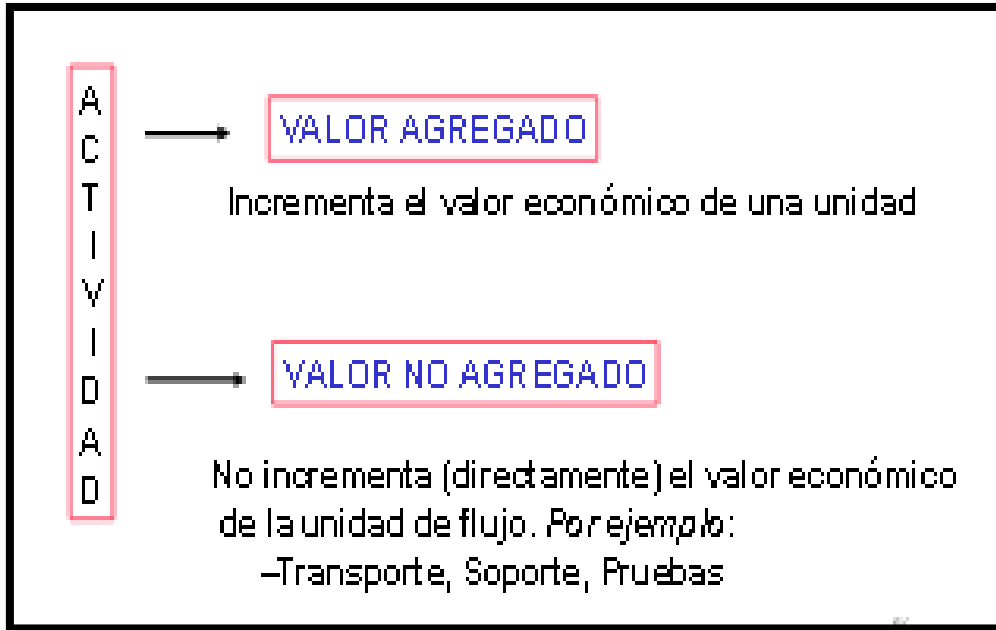 ACTIVIDAD
VALOR AGREGADO
Incrementa el valor económico de una unidad
VALOR NO AGREGADO
No incrementa (directamente) el valor económico
de la unidad de flujo. Por ejemplo:
–Transporte, Soporte, Pruebas